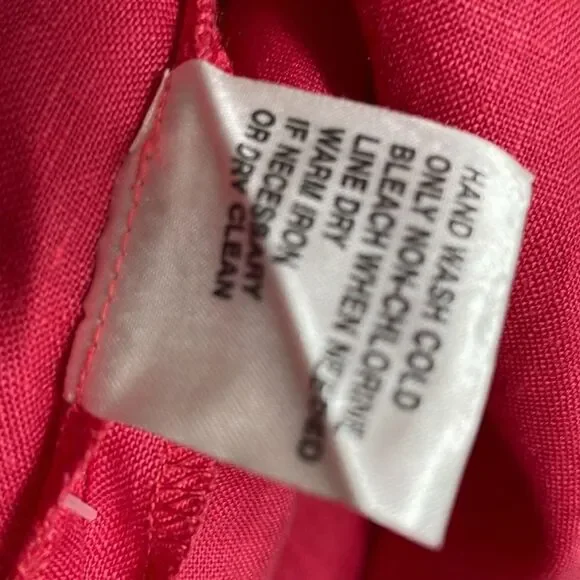 HAND WASH COLD
ONLY NON-CHLORINE
BLEACH WHEN NEEDED
LINE DRY
WARM IRON
IF NECESSARY
OR DRY CLEAN